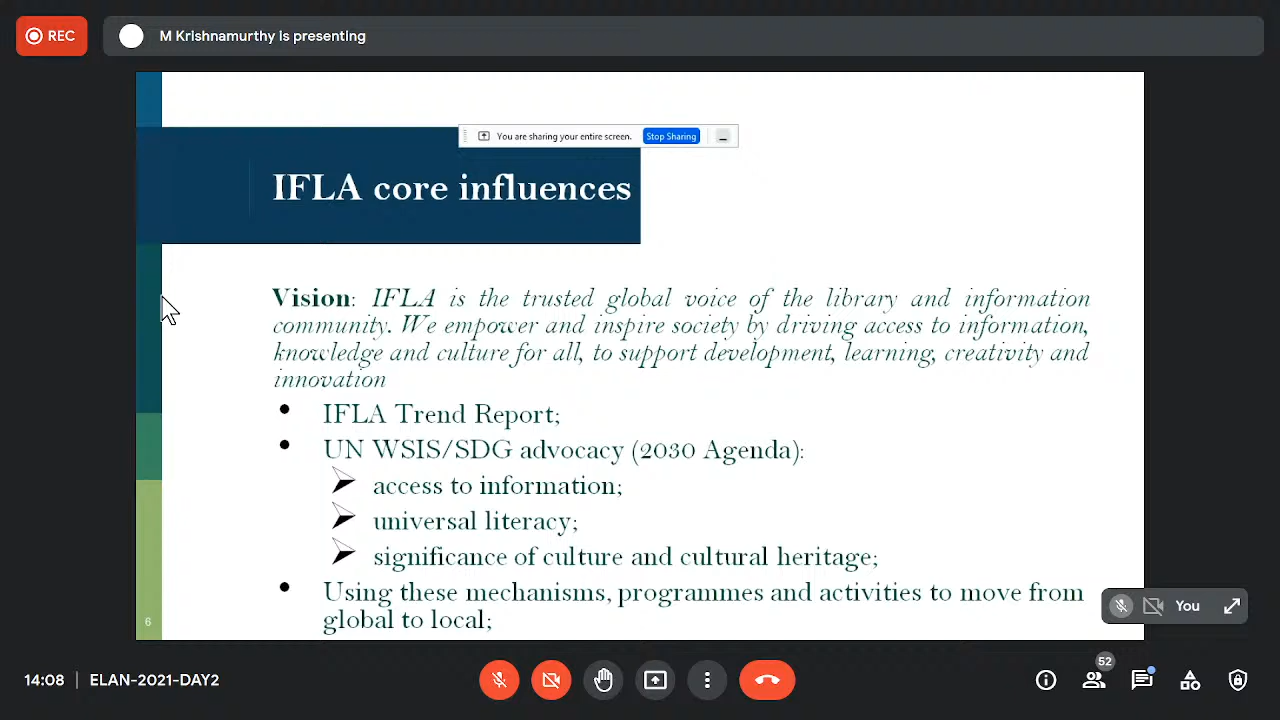 REC
M Krishnamurthy Is presenting
You are sharing your entire screen. Stop Sharing
IFLA core influences
Vision: IFLA is the trusted global voice of the library and information
community. We empower and inspire society by driving access to information,
knowledge and culture for all, to support development, learning, creativity and
innovation
• IFLA Trend Report;
• UN WSIS/SDG advocacy (2030 Agenda):
➢ access to information;
➢ universal literacy;
➢ significance of culture and cultural heritage;
• Using these mechanisms, programmes and activities to move from
global to local;
You
6
14:08 | ELAN-2021-DAY2
52